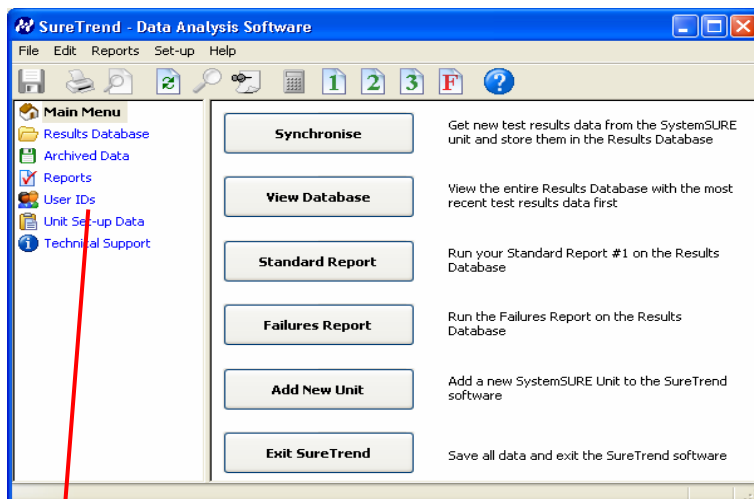 SureTrend - Data Analysis Software
File Edit Reports Set-up Help
1 2 3 F ?
Main Menu
Results Database
Archived Data
Reports
User IDs
Unit Set-up Data
Technical Support
Synchronise
Get new test results data from the SystemSURE
unit and store them in the Results Database
View Database
View the entire Results Database with the most
recent test results data first
Standard Report
Run your Standard Report #1 on the Results
Database
Failures Report
Run the Failures Report on the Results
Database
Add New Unit
Add a new SystemSURE Unit to the SureTrend
software
Exit SureTrend
Save all data and exit the SureTrend software